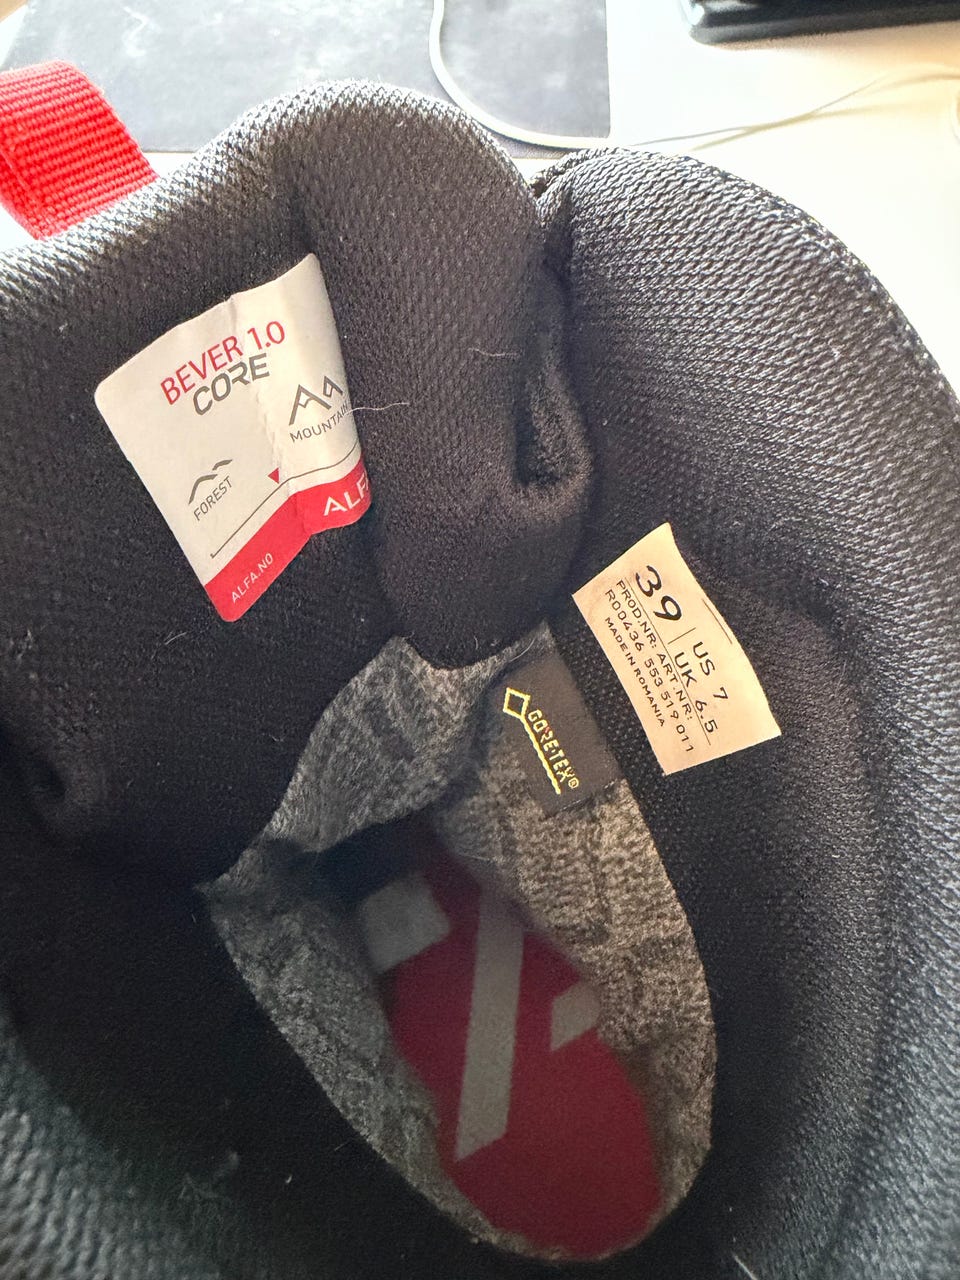 BEVER 1.0
CORE
MOUNTAIN
FOREST
ALFA
ALFA.NO
39 US 7
UK 6.5
PROD.NR: ART.NR:
R00436 553 519 011
MADE IN ROMANIA
GORE-TEX®